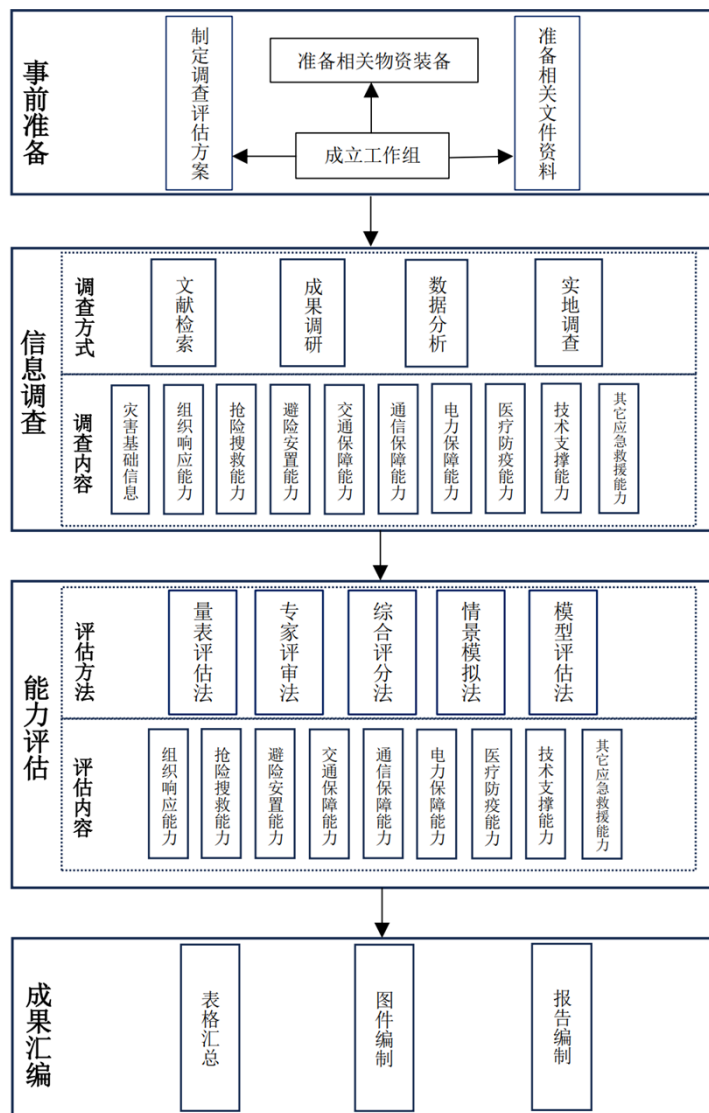 事前准备
制定调查评估方案
准备相关物资装备
成立工作组
准备相关文件资料
信息调查
调查方式
文献检索
成果调研
数据分析
实地调查
调查内容
灾害基础信息
组织响应能力
抢险搜救能力
避险安置能力
交通保障能力
通信保障能力
电力保障能力
医疗防疫能力
技术支撑能力
其它应急救援能力
能力评估
评估方法
量表评估法
专家评审法
综合评分法
情景模拟法
模型评估法
评估内容
组织响应能力
抢险搜救能力
避险安置能力
交通保障能力
通信保障能力
电力保障能力
医疗防疫能力
技术支撑能力
其它应急救援能力
成果汇编
表格汇总
图件编制
报告编制